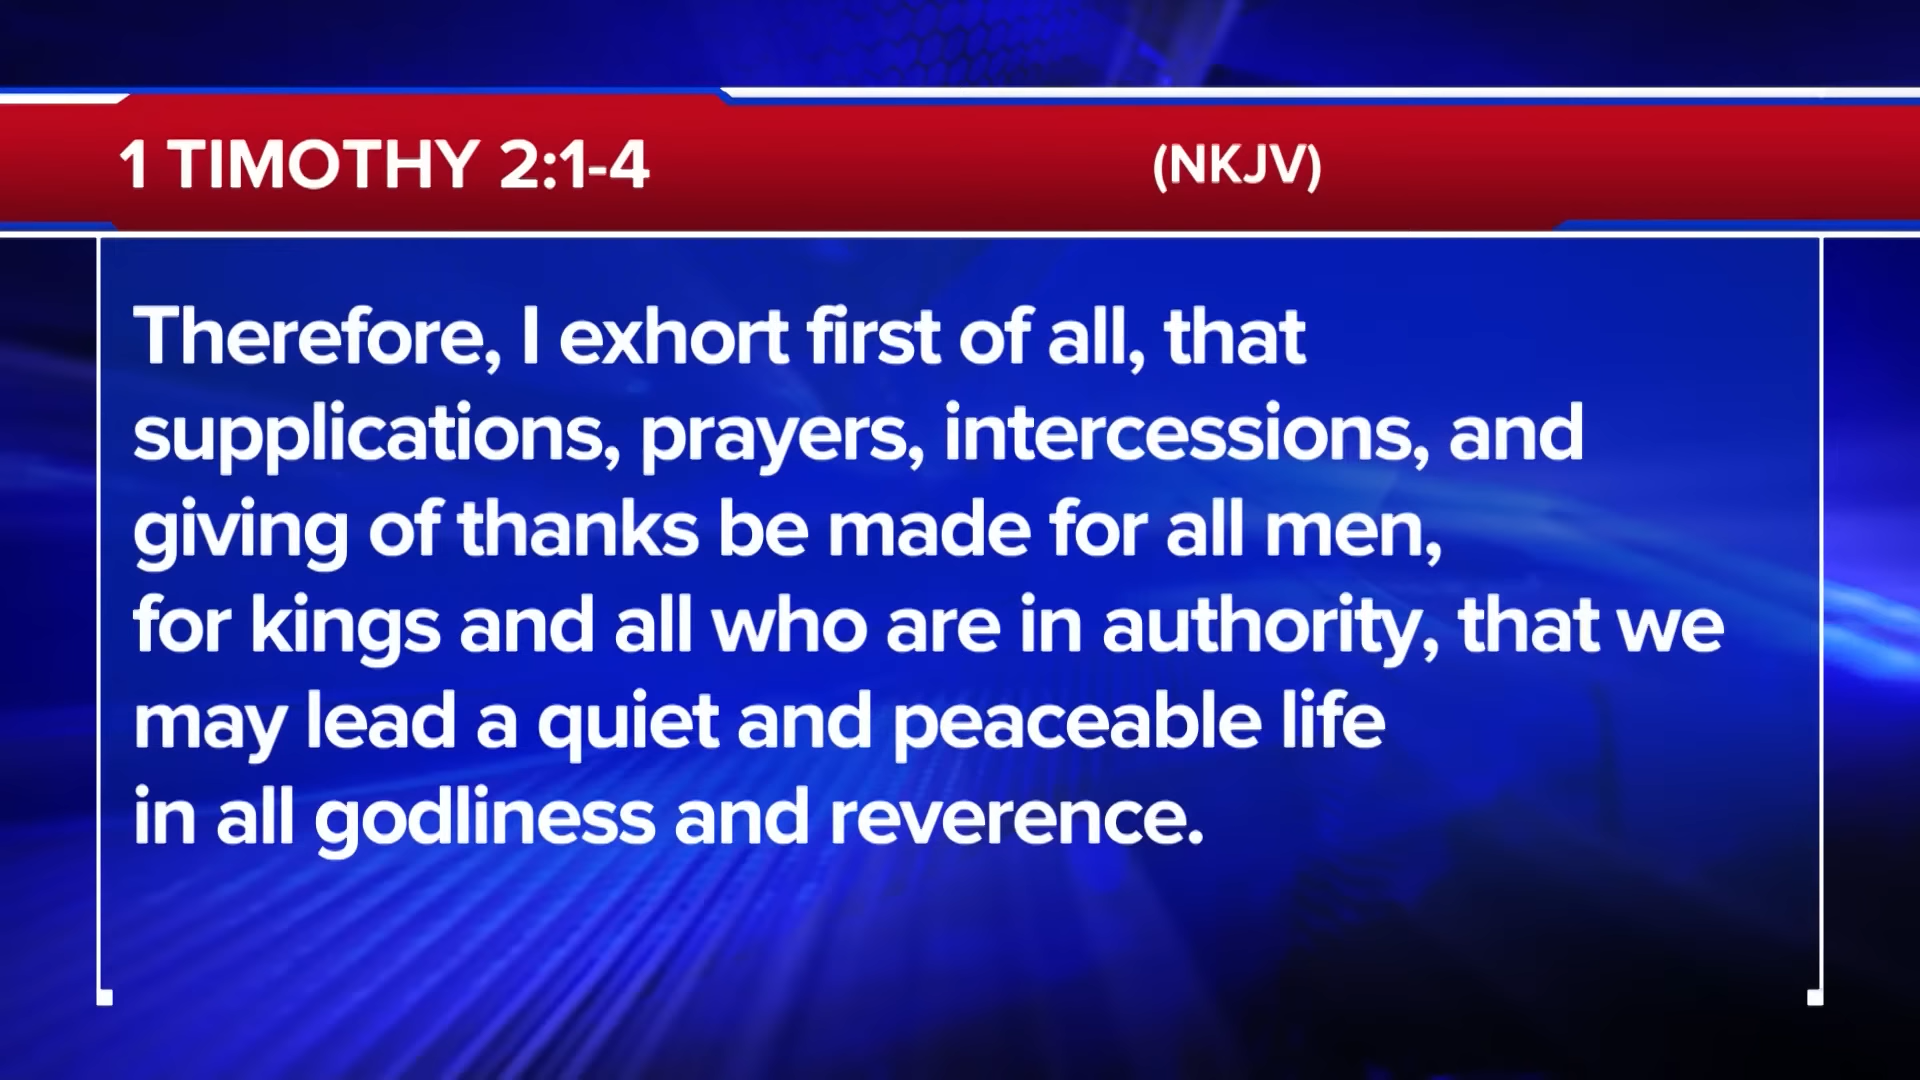 1 TIMOTHY 2:1-4 (NKJV)
Therefore, I exhort first of all, that
supplications, prayers, intercessions, and
giving of thanks be made for all men,
for kings and all who are in authority, that we
may lead a quiet and peaceable life
in all godliness and reverence.